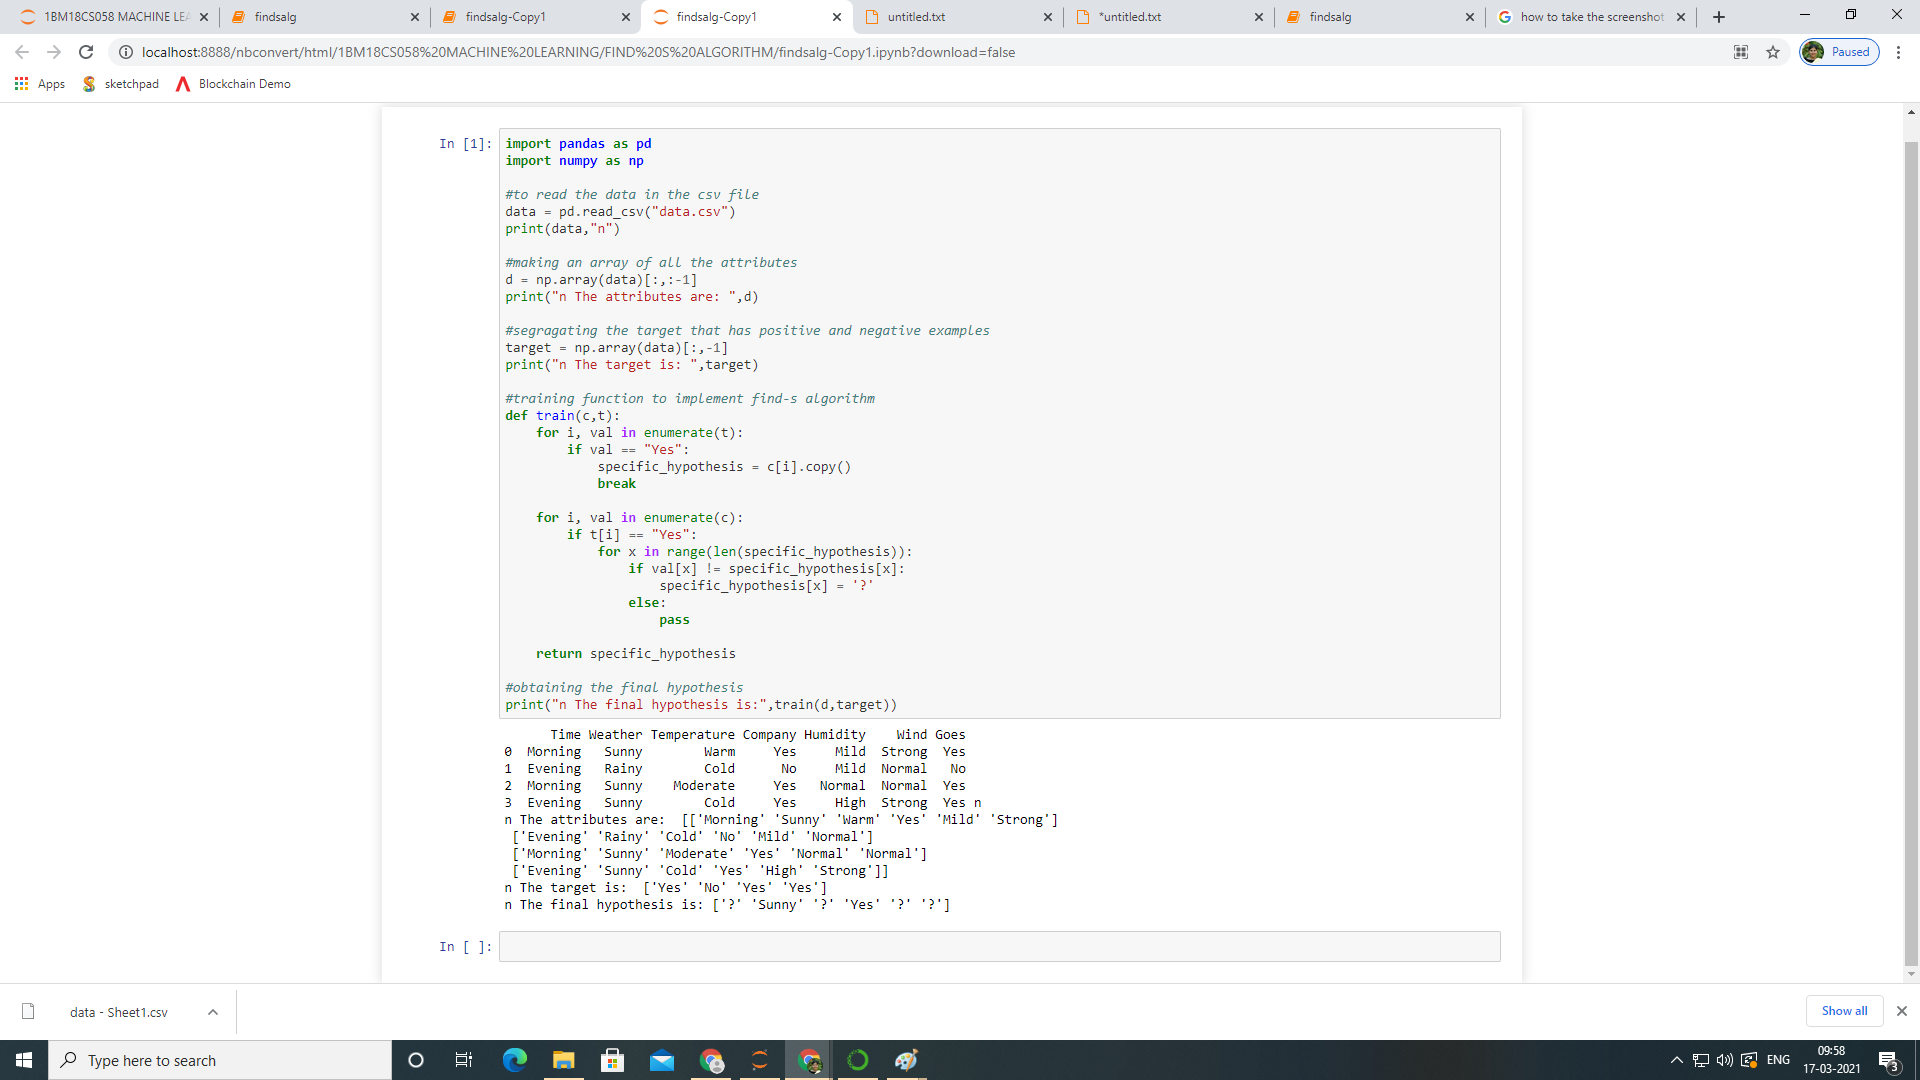 1BM18CS058 MACHINE LEA
findsalg
findsalg-Copy1
findsalg-Copy1
untitled.txt
*untitled.txt
findsalg
how to take the screenshot
localhost:8888/nbconvert/html/1BM18CS058%20MACHINE%20LEARNING/FIND%20S%20ALGORITHM/findsalg-Copy1.ipynb?download=false
Paused
Apps
sketchpad
Blockchain Demo
In [1]:
import pandas as pd
import numpy as np
#to read the data in the csv file
data = pd.read_csv("data.csv")
print(data,"n")
#making an array of all the attributes
d = np.array(data)[:,:-1]
print("n The attributes are: ",d)
#segragating the target that has positive and negative examples
target = np.array(data)[:,-1]
print("n The target is: ",target)
#training function to implement find-s algorithm
def train(c,t):
    for i, val in enumerate(t):
        if val == "Yes":
            specific_hypothesis = c[i].copy()
            break
    for i, val in enumerate(c):
        if t[i] == "Yes":
            for x in range(len(specific_hypothesis)):
                if val[x] != specific_hypothesis[x]:
                    specific_hypothesis[x] = '?'
                else:
                    pass
    return specific_hypothesis
#obtaining the final hypothesis
print("n The final hypothesis is:",train(d,target))
      Time Weather Temperature Company Humidity    Wind Goes
0  Morning   Sunny        Warm     Yes     Mild  Strong  Yes
1  Evening   Rainy        Cold      No     Mild  Normal   No
2  Morning   Sunny    Moderate     Yes   Normal  Normal  Yes
3  Evening   Sunny        Cold     Yes     High  Strong  Yes n
n The attributes are:  [['Morning' 'Sunny' 'Warm' 'Yes' 'Mild' 'Strong']
 ['Evening' 'Rainy' 'Cold' 'No' 'Mild' 'Normal']
 ['Morning' 'Sunny' 'Moderate' 'Yes' 'Normal' 'Normal']
 ['Evening' 'Sunny' 'Cold' 'Yes' 'High' 'Strong']]
n The target is:  ['Yes' 'No' 'Yes' 'Yes']
n The final hypothesis is: ['?' 'Sunny' '?' 'Yes' '?' '?']
In [ ]:
data - Sheet1.csv
Show all
Type here to search
ENG
09:58
17-03-2021
3